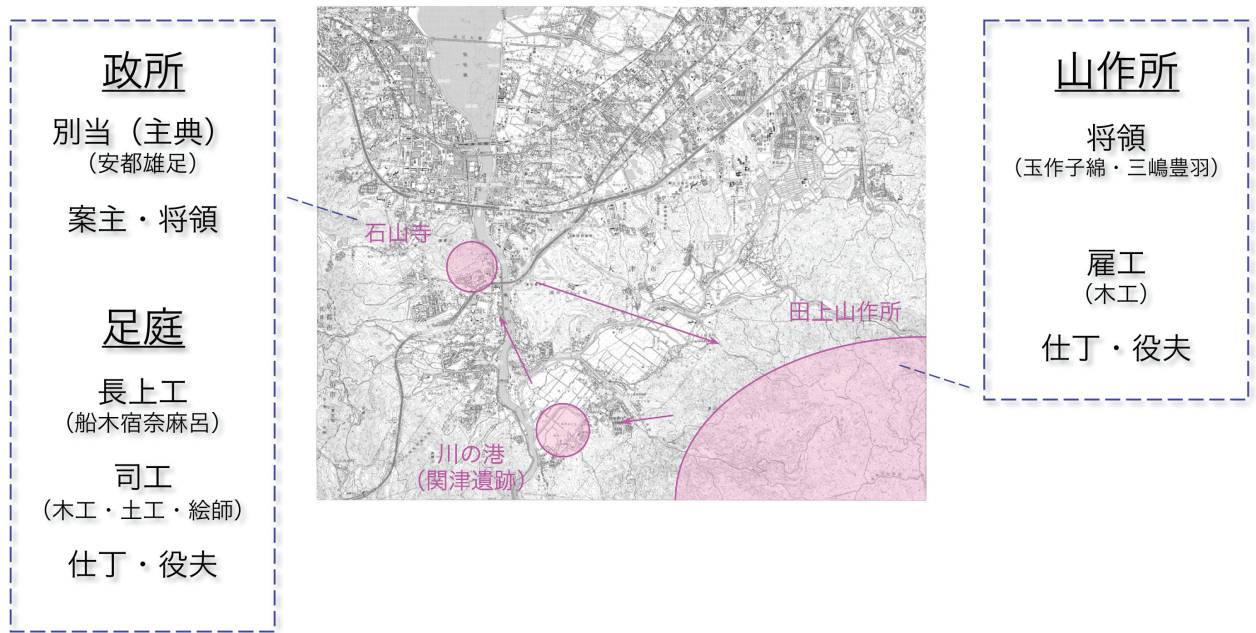 政所
別当（主典）
（安都雄足）
案主・将領
足庭
長上工
（船木宿奈麻呂）
司工
（木工・土工・絵師）
仕丁・役夫
石山寺
田上山作所
川の港
（関津遺跡）
大津市
山作所
将領
（玉作子綿・三嶋豊羽）
雇工
（木工）
仕丁・役夫